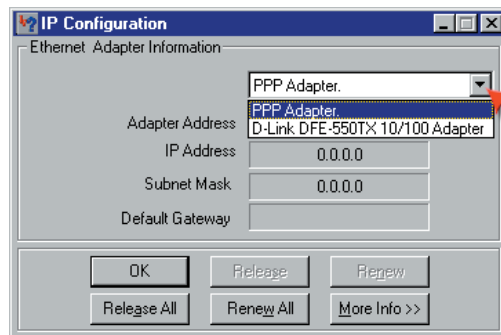 IP Configuration
Ethernet Adapter Information
PPP Adapter.
PPP Adapter.
D-Link DFE-550TX 10/100 Adapter
Adapter Address
IP Address 0.0.0.0
Subnet Mask 0.0.0.0
Default Gateway
OK Release Renew
Release All Renew All More Info >>